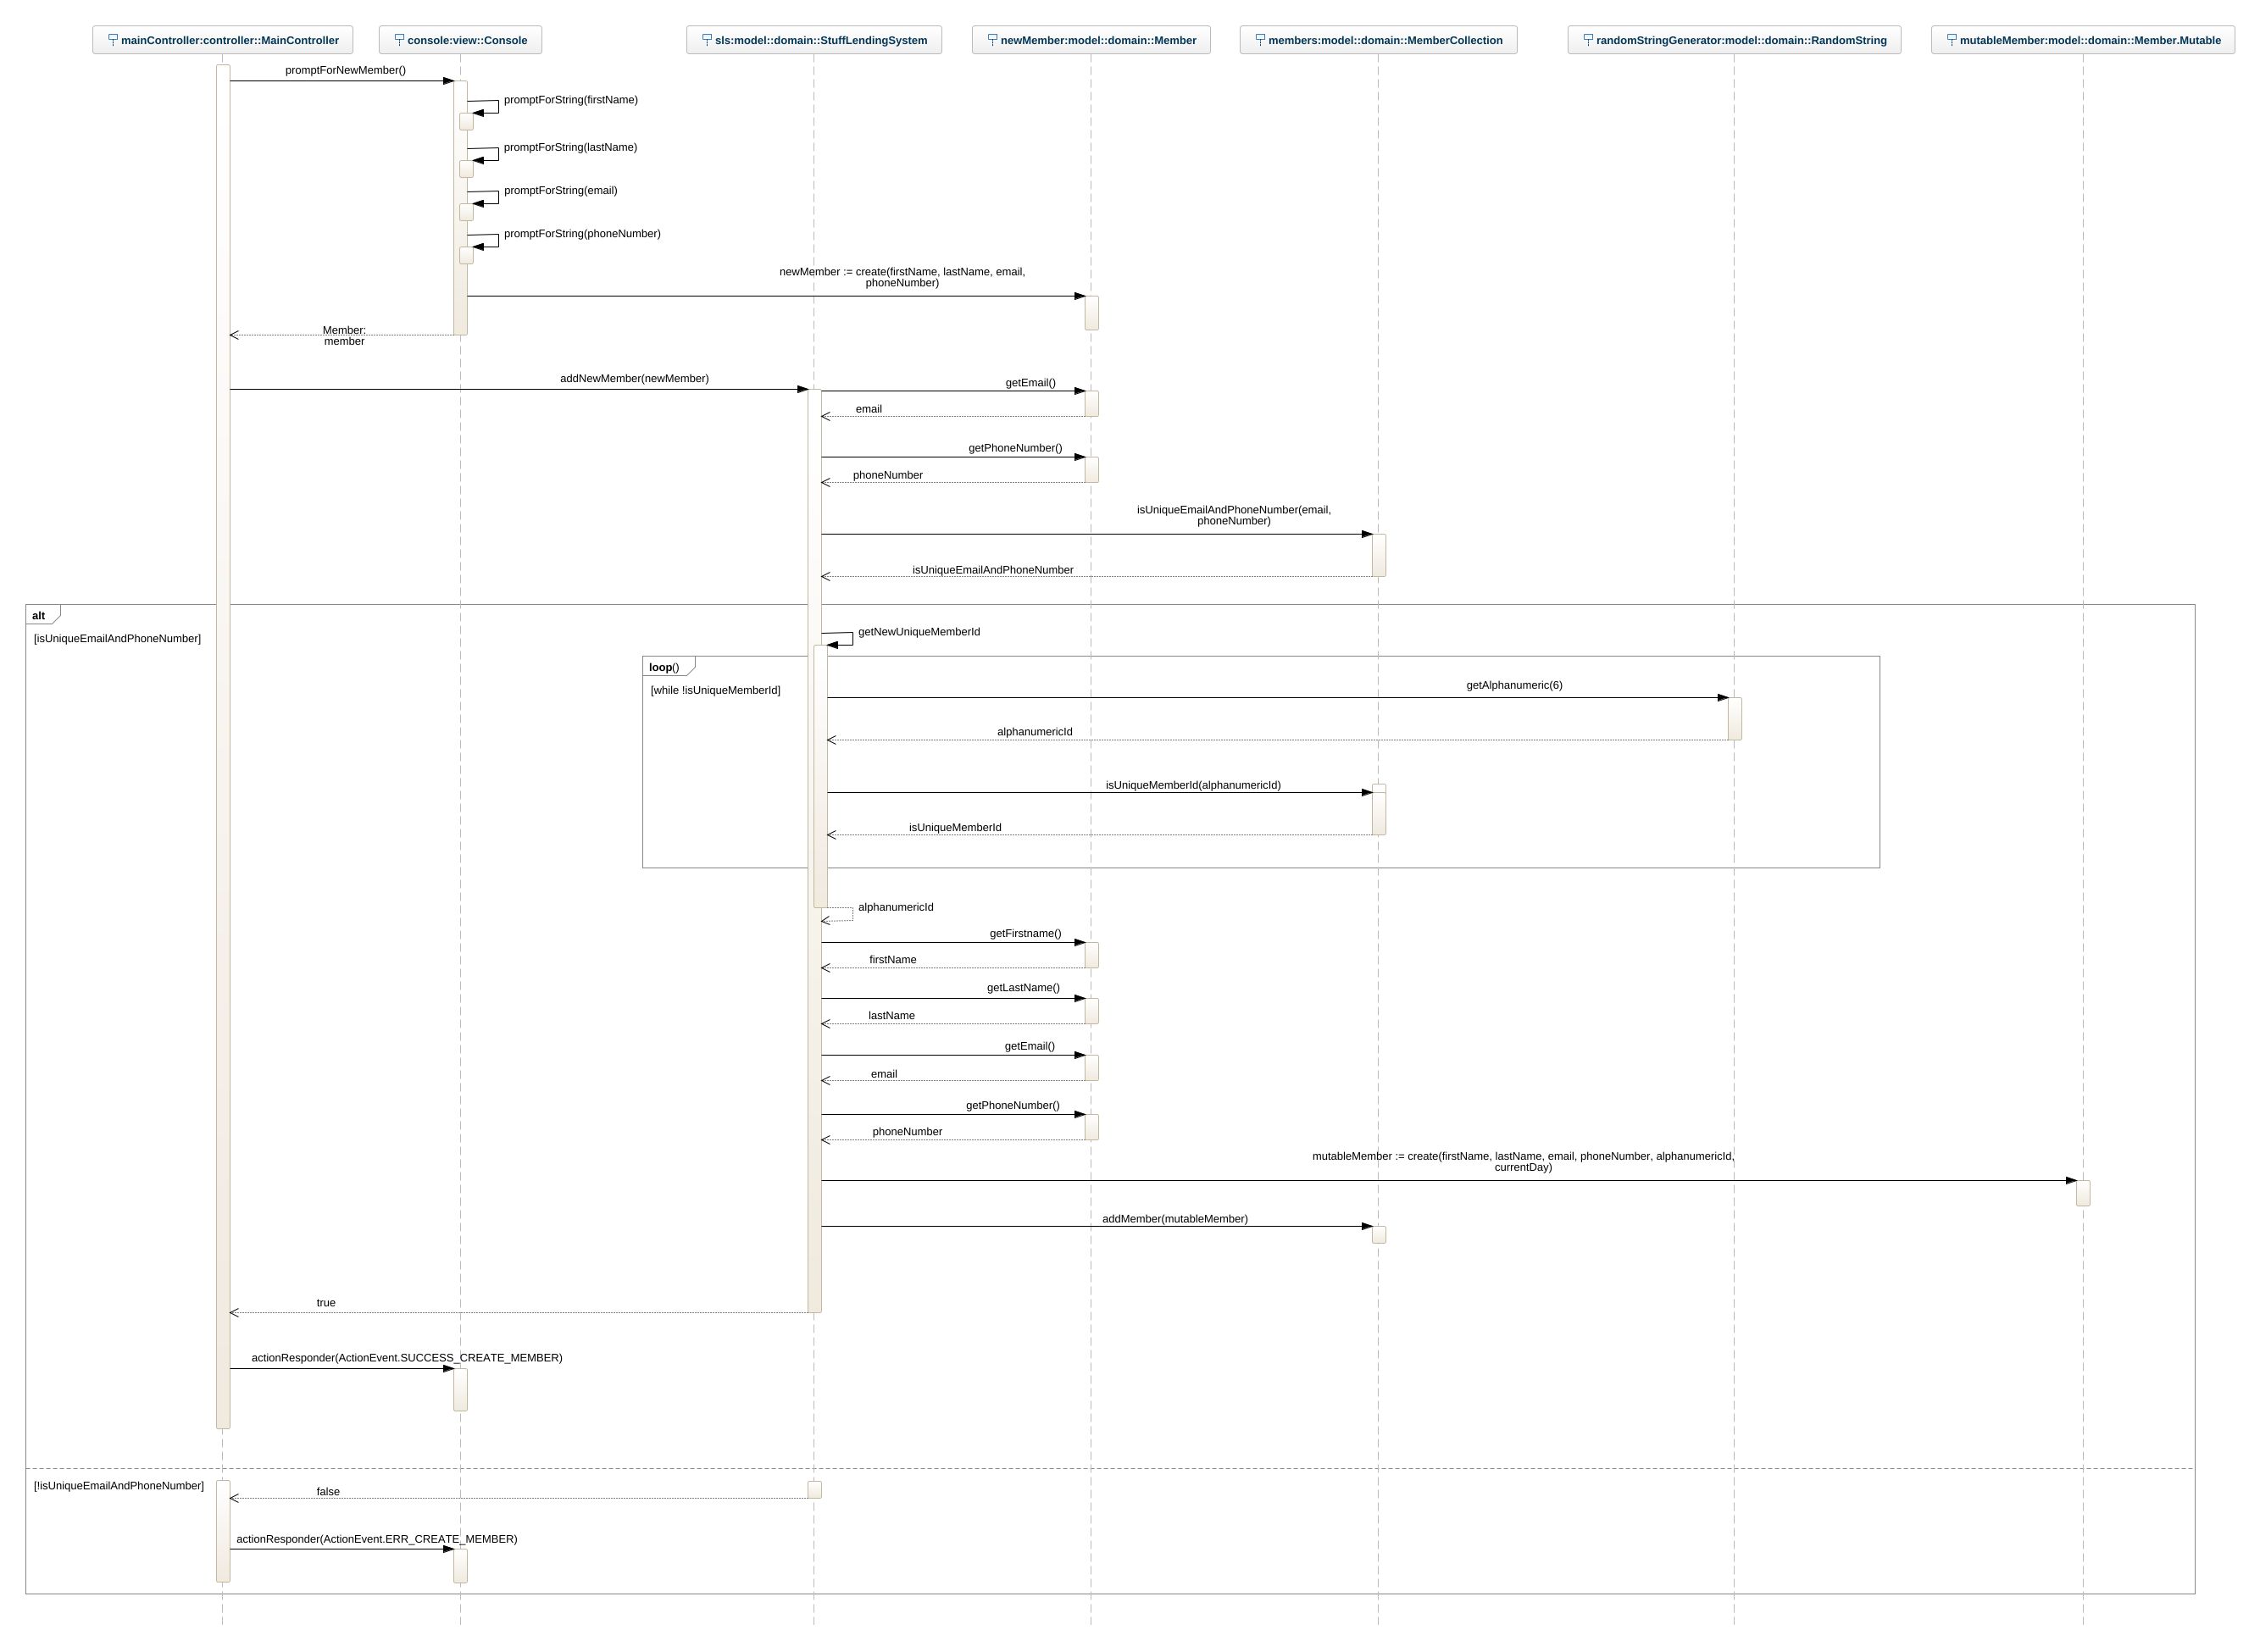 mainController:controller::MainController
console:view::Console
sls:model::domain::StuffLendingSystem
newMember:model::domain::Member
members:model::domain::MemberCollection
randomStringGenerator:model::domain::RandomString
mutableMember:model::domain::Member.Mutable
promptForNewMember()
promptForString(firstName)
promptForString(lastName)
promptForString(email)
promptForString(phoneNumber)
newMember := create(firstName, lastName, email,
phoneNumber)
Member:
member
addNewMember(newMember)
getEmail()
email
getPhoneNumber()
phoneNumber
isUniqueEmailAndPhoneNumber(email,
phoneNumber)
isUniqueEmailAndPhoneNumber
alt
[isUniqueEmailAndPhoneNumber]
getNewUniqueMemberId
loop()
[while !isUniqueMemberId]
getAlphanumeric(6)
alphanumericId
isUniqueMemberId(alphanumericId)
isUniqueMemberId
alphanumericId
getFirstname()
firstName
getLastName()
lastName
getEmail()
email
getPhoneNumber()
phoneNumber
mutableMember := create(firstName, lastName, email, phoneNumber, alphanumericId,
currentDay)
addMember(mutableMember)
true
actionResponder(ActionEvent.SUCCESS_CREATE_MEMBER)
[!isUniqueEmailAndPhoneNumber]
false
actionResponder(ActionEvent.ERR_CREATE_MEMBER)